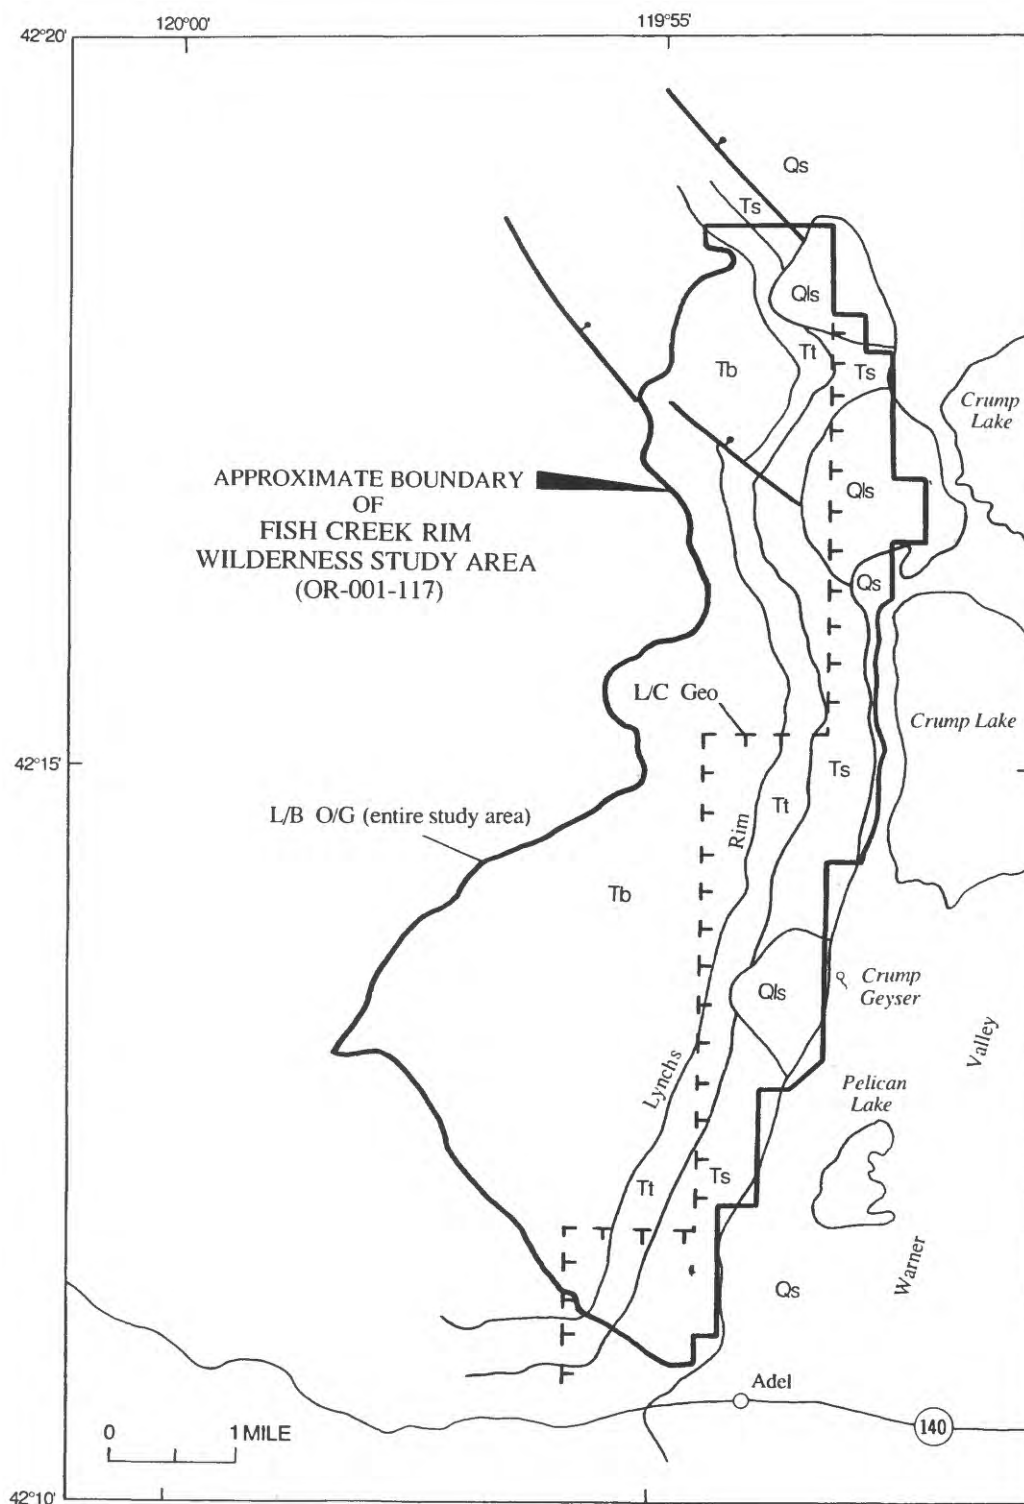 120°00'
119°55'
42°20'
Qs
Ts
Qls
Tt
Tb
Ts
Crump
Lake
APPROXIMATE BOUNDARY
OF
FISH CREEK RIM
WILDERNESS STUDY AREA
(OR-001-117)
Qls
Qs
L/C Geo
Crump Lake
42°15'
Ts
L/B O/G (entire study area)
Tt
Rim
Tb
Qls
Crump
Geyser
Valley
Lynchs
Pelican
Lake
Ts
Tt
Warner
Qs
Adel
140
0 1 MILE
42°10'